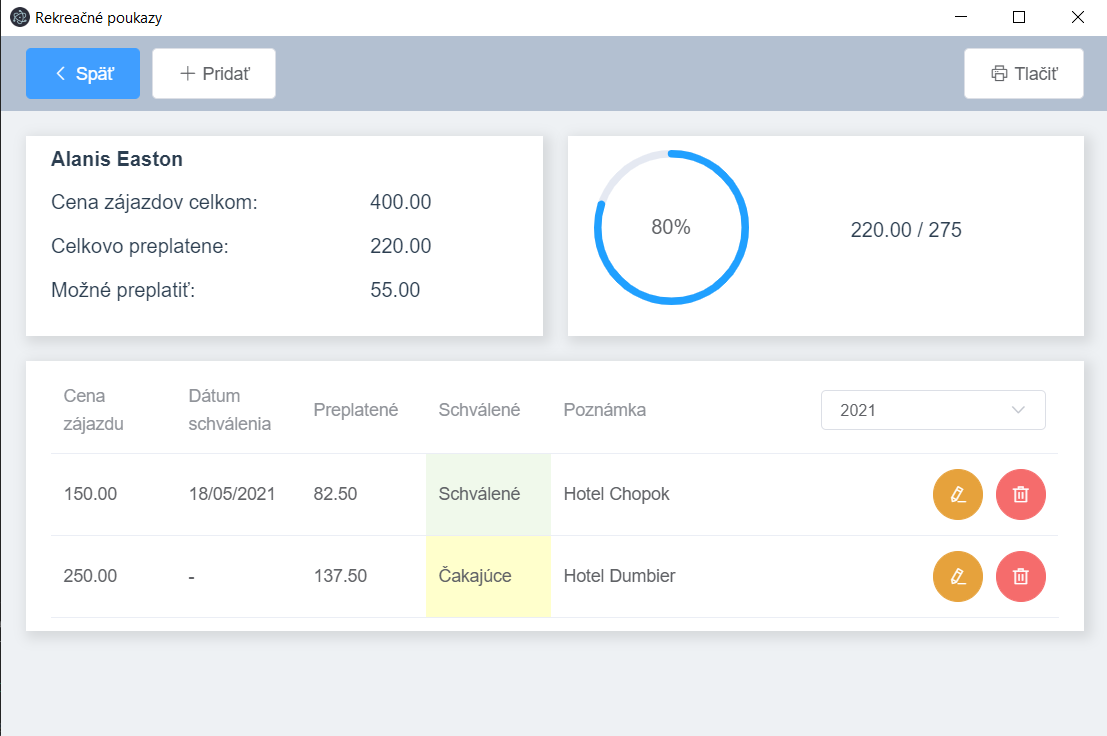 Rekreačné poukazy
Späť
Pridať
Tlačiť
Alanis Easton
Cena zájazdov celkom: 400.00
Celkovo preplatene: 220.00
Možné preplatiť: 55.00
80%
220.00 / 275
Cena zájazdu
Dátum schválenia
Preplatené
Schválené
Poznámka
2021
150.00 18/05/2021 82.50 Schválené Hotel Chopok
250.00 - 137.50 Čakajúce Hotel Dumbier